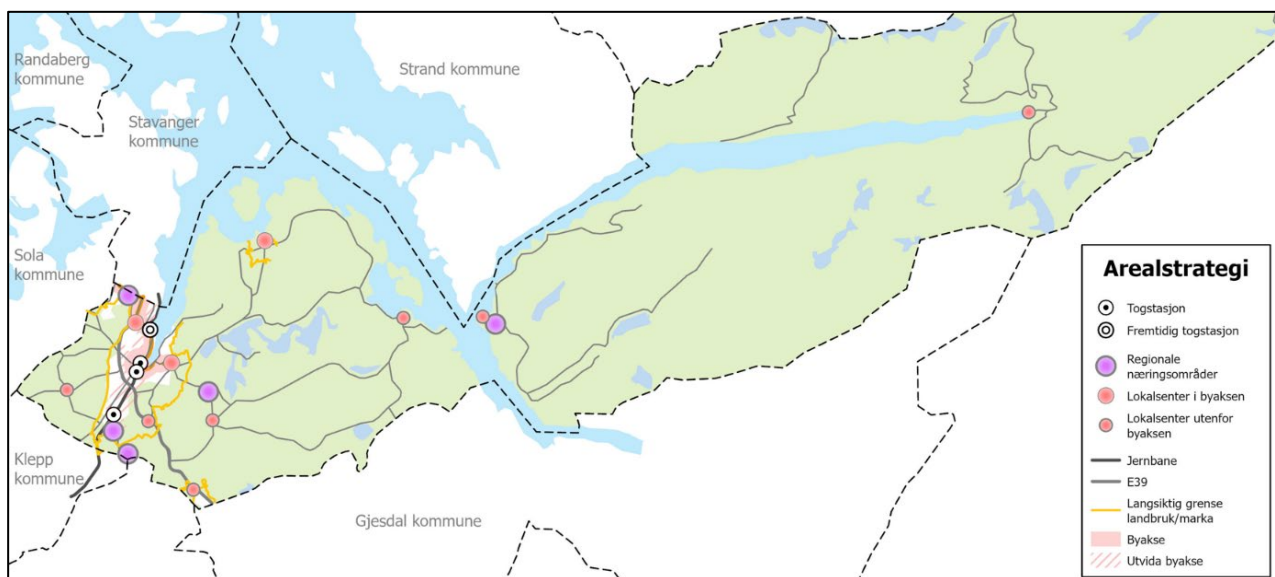 Randaberg
kommune
Strand kommune
Stavanger
kommune
Sola
kommune
Klepp
kommune
Gjesdal kommune
Arealstrategi
Togstasjon
Fremtidig togstasjon
Regionale
næringsområder
Lokalsenter i byaksen
Lokalsenter utenfor
byaksen
Jernbane
E39
Langsiktig grense
landbruk/marka
Byakse
Utvida byakse